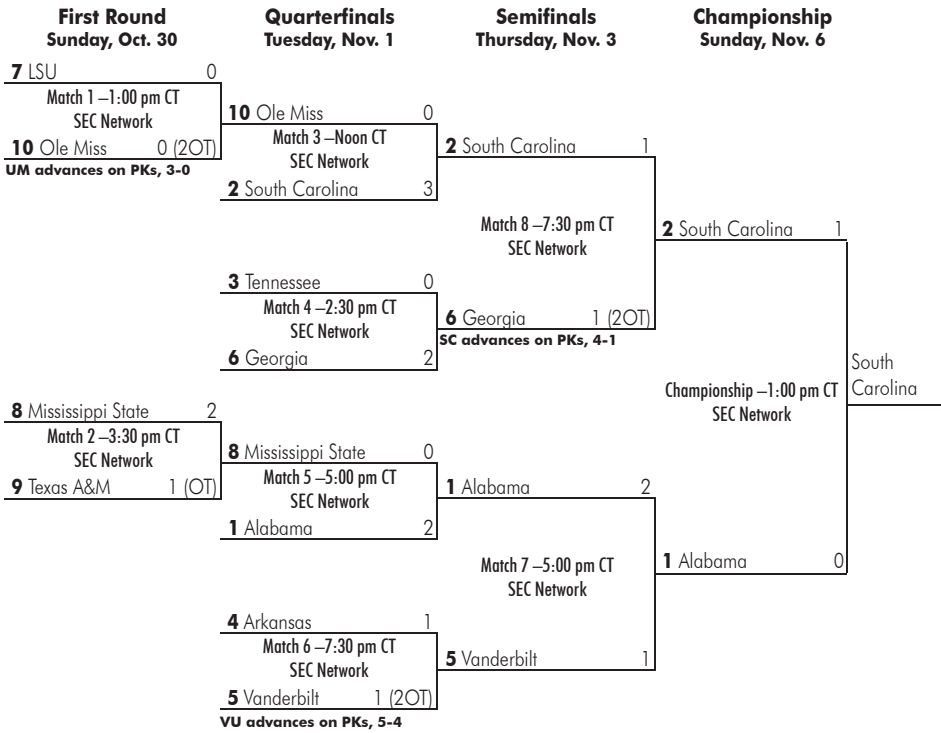 First Round
Sunday, Oct. 30
Quarterfinals
Tuesday, Nov. 1
Semifinals
Thursday, Nov. 3
Championship
Sunday, Nov. 6
7 LSU 0
Match 1 –1:00 pm CT
SEC Network
10 Ole Miss 0 (2OT)
UM advances on PKs, 3-0
8 Mississippi State 2
Match 2 –3:30 pm CT
SEC Network
9 Texas A&M 1 (OT)
10 Ole Miss 0
Match 3 –Noon CT
SEC Network
2 South Carolina 3
3 Tennessee 0
Match 4 –2:30 pm CT
SEC Network
6 Georgia 2
8 Mississippi State 0
Match 5 –5:00 pm CT
SEC Network
1 Alabama 2
4 Arkansas 1
Match 6 –7:30 pm CT
SEC Network
5 Vanderbilt 1 (2OT)
VU advances on PKs, 5-4
2 South Carolina 1
Match 8 –7:30 pm CT
SEC Network
6 Georgia 1 (2OT)
SC advances on PKs, 4-1
1 Alabama 2
Match 7 –5:00 pm CT
SEC Network
5 Vanderbilt 1
2 South Carolina 1
Championship –1:00 pm CT
SEC Network
1 Alabama 0
South
Carolina